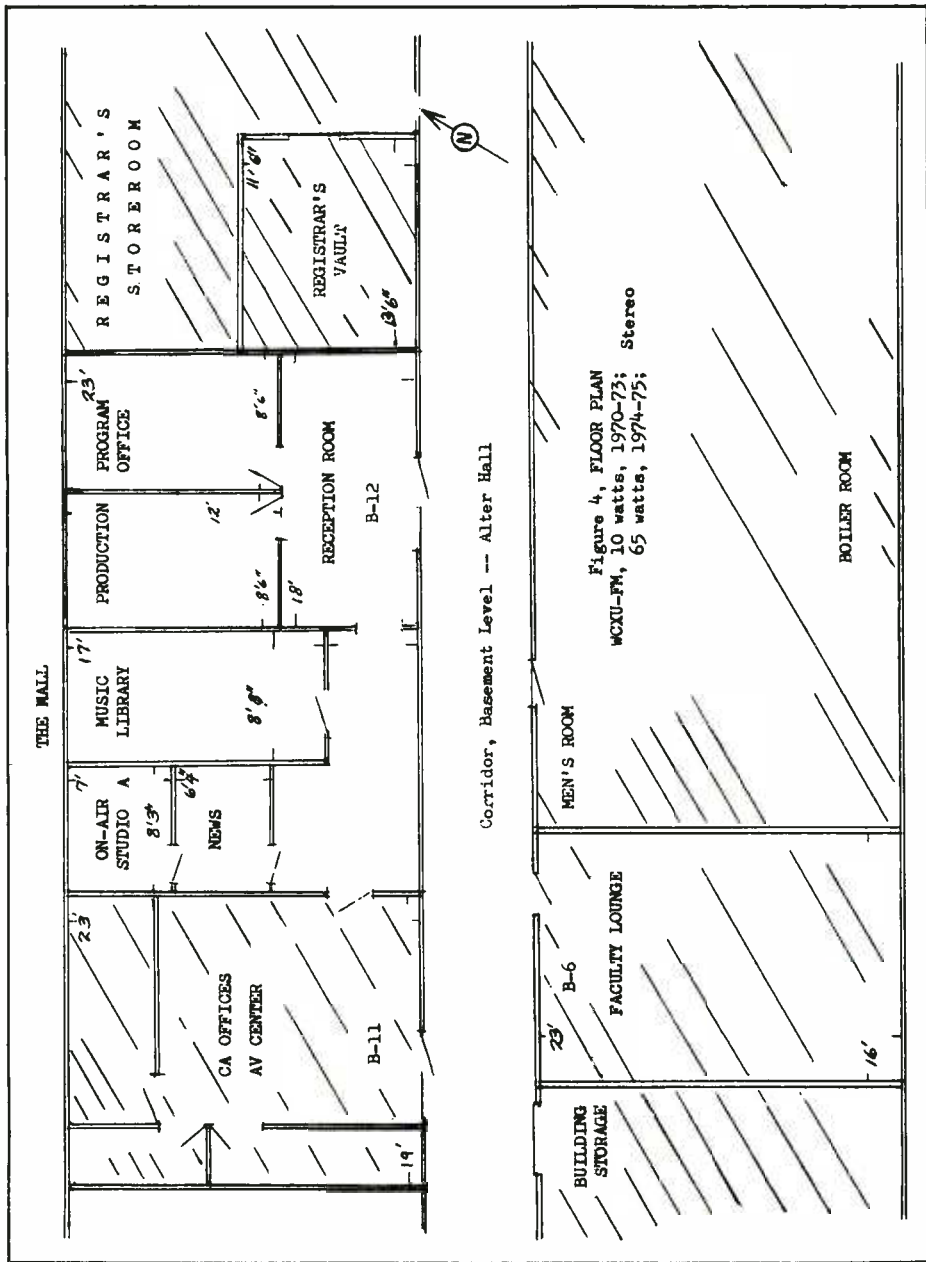 THE MALL
ON-AIR
STUDIO A
7'
8'3"
NEWS
6'4"
MUSIC
LIBRARY
17'
8'8"
PRODUCTION
12'
8'6"
18'
PROGRAM
OFFICE
23'
8'6"
RECEPTION ROOM
B-12
REGISTRAR'S
STOREROOM
REGISTRAR'S
VAULT
11'6"
13'6"
N
23'
CA OFFICES
AV CENTER
B-11
19'
Corridor, Basement Level -- Alter Hall
BUILDING
STORAGE
B-6
23'
FACULTY LOUNGE
16'
MEN'S ROOM
Figure 4, FLOOR PLAN
WCXU-FM, 10 watts, 1970-73;
65 watts, 1974-75; Stereo
BOILER ROOM